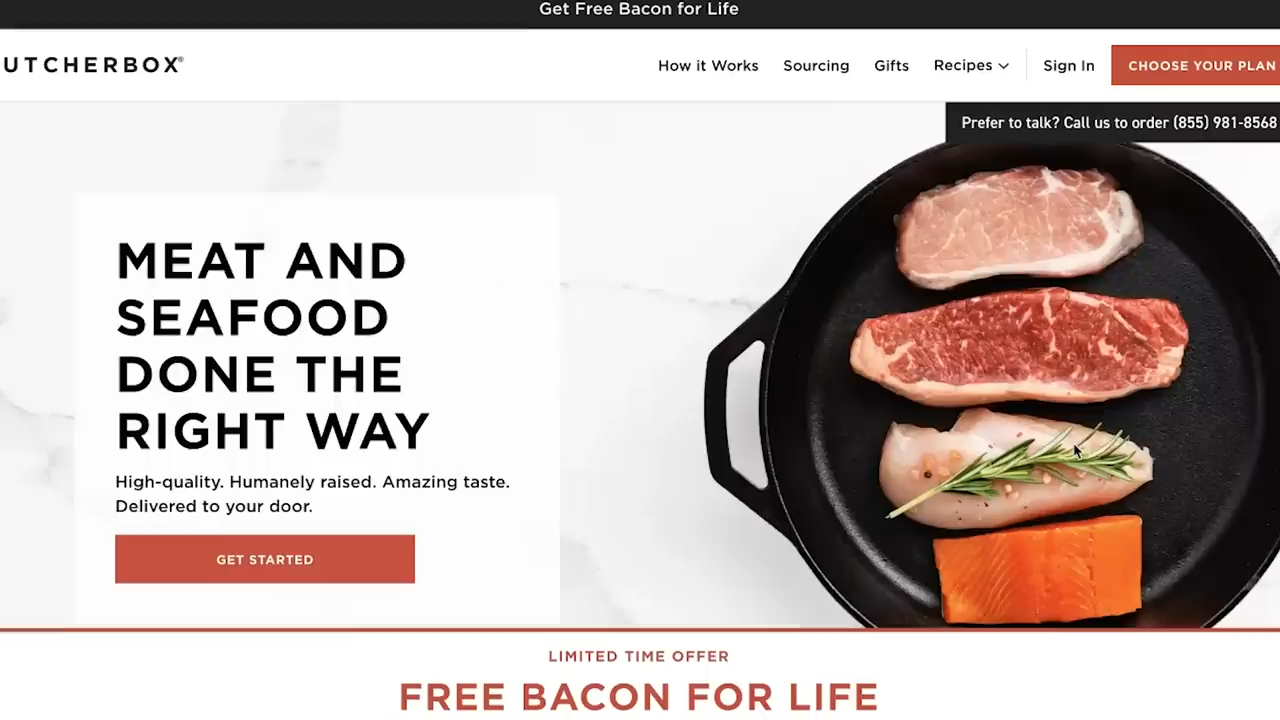 Get Free Bacon for Life
UTCHERBOX®
How it Works Sourcing Gifts Recipes Sign In CHOOSE YOUR PLAN
Prefer to talk? Call us to order (855) 981-8568
MEAT AND
SEAFOOD
DONE THE
RIGHT WAY
High-quality. Humanely raised. Amazing taste.
Delivered to your door.
GET STARTED
LIMITED TIME OFFER
FREE BACON FOR LIFE